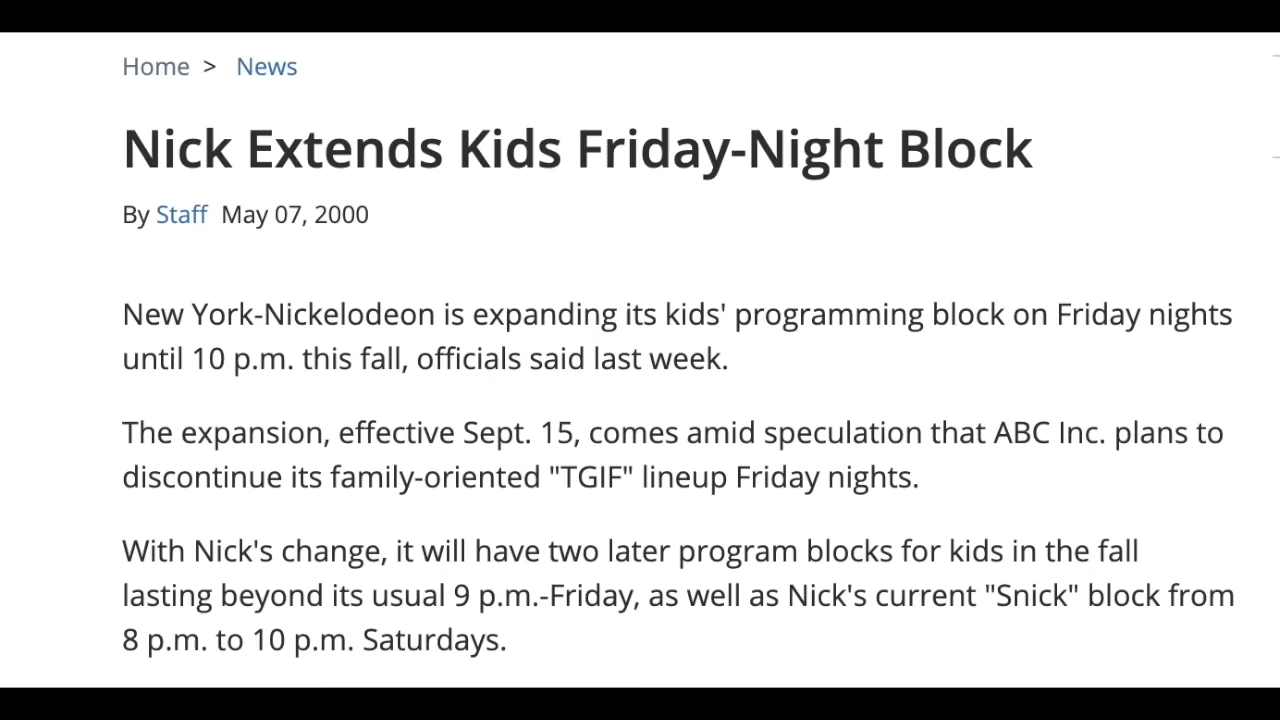 Home > News
Nick Extends Kids Friday-Night Block
By Staff May 07, 2000
New York-Nickelodeon is expanding its kids' programming block on Friday nights
until 10 p.m. this fall, officials said last week.
The expansion, effective Sept. 15, comes amid speculation that ABC Inc. plans to
discontinue its family-oriented "TGIF" lineup Friday nights.
With Nick's change, it will have two later program blocks for kids in the fall
lasting beyond its usual 9 p.m.-Friday, as well as Nick's current "Snick" block from
8 p.m. to 10 p.m. Saturdays.